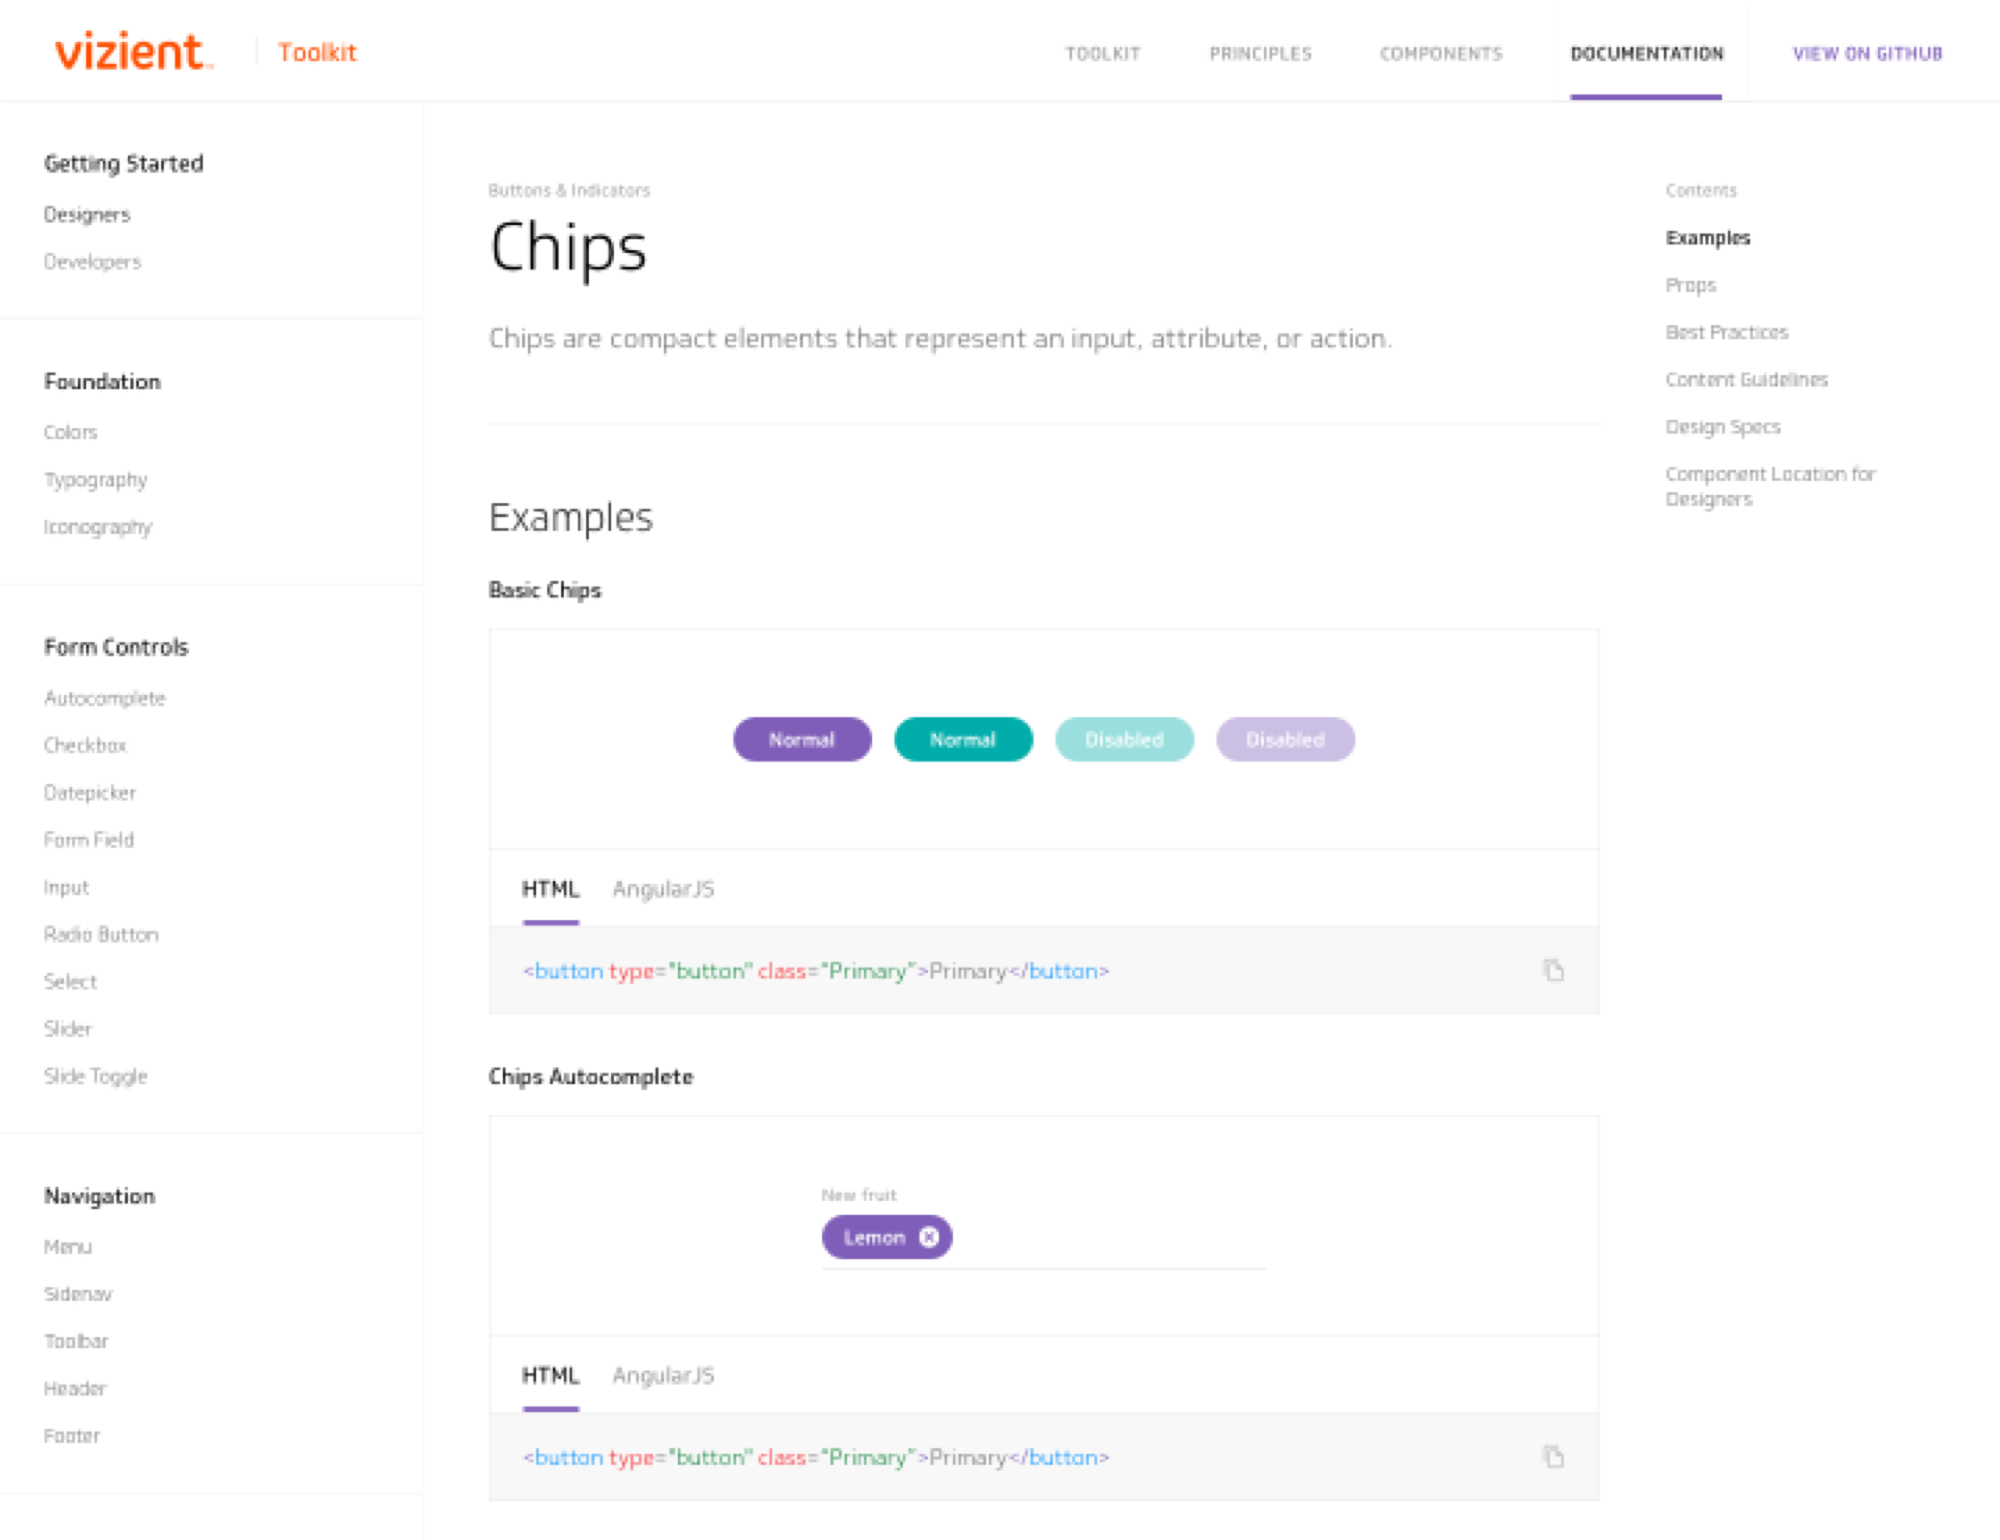 vizient™
Toolkit
TOOLKIT
PRINCIPLES
COMPONENTS
DOCUMENTATION
VIEW ON GITHUB
Getting Started
Designers
Developers
Foundation
Colors
Typography
Iconography
Form Controls
Autocomplete
Checkbox
Datepicker
Form Field
Input
Radio Button
Select
Slider
Slide Toggle
Navigation
Menu
Sidenav
Toolbar
Header
Footer
Buttons & Indicators
Chips
Chips are compact elements that represent an input, attribute, or action.
Examples
Basic Chips
Normal
Normal
Disabled
Disabled
HTML
AngularJS
<button type="button" class="Primary">Primary</button>
Chips Autocomplete
New fruit
Lemon
HTML
AngularJS
<button type="button" class="Primary">Primary</button>
Contents
Examples
Props
Best Practices
Content Guidelines
Design Specs
Component Location for
Designers